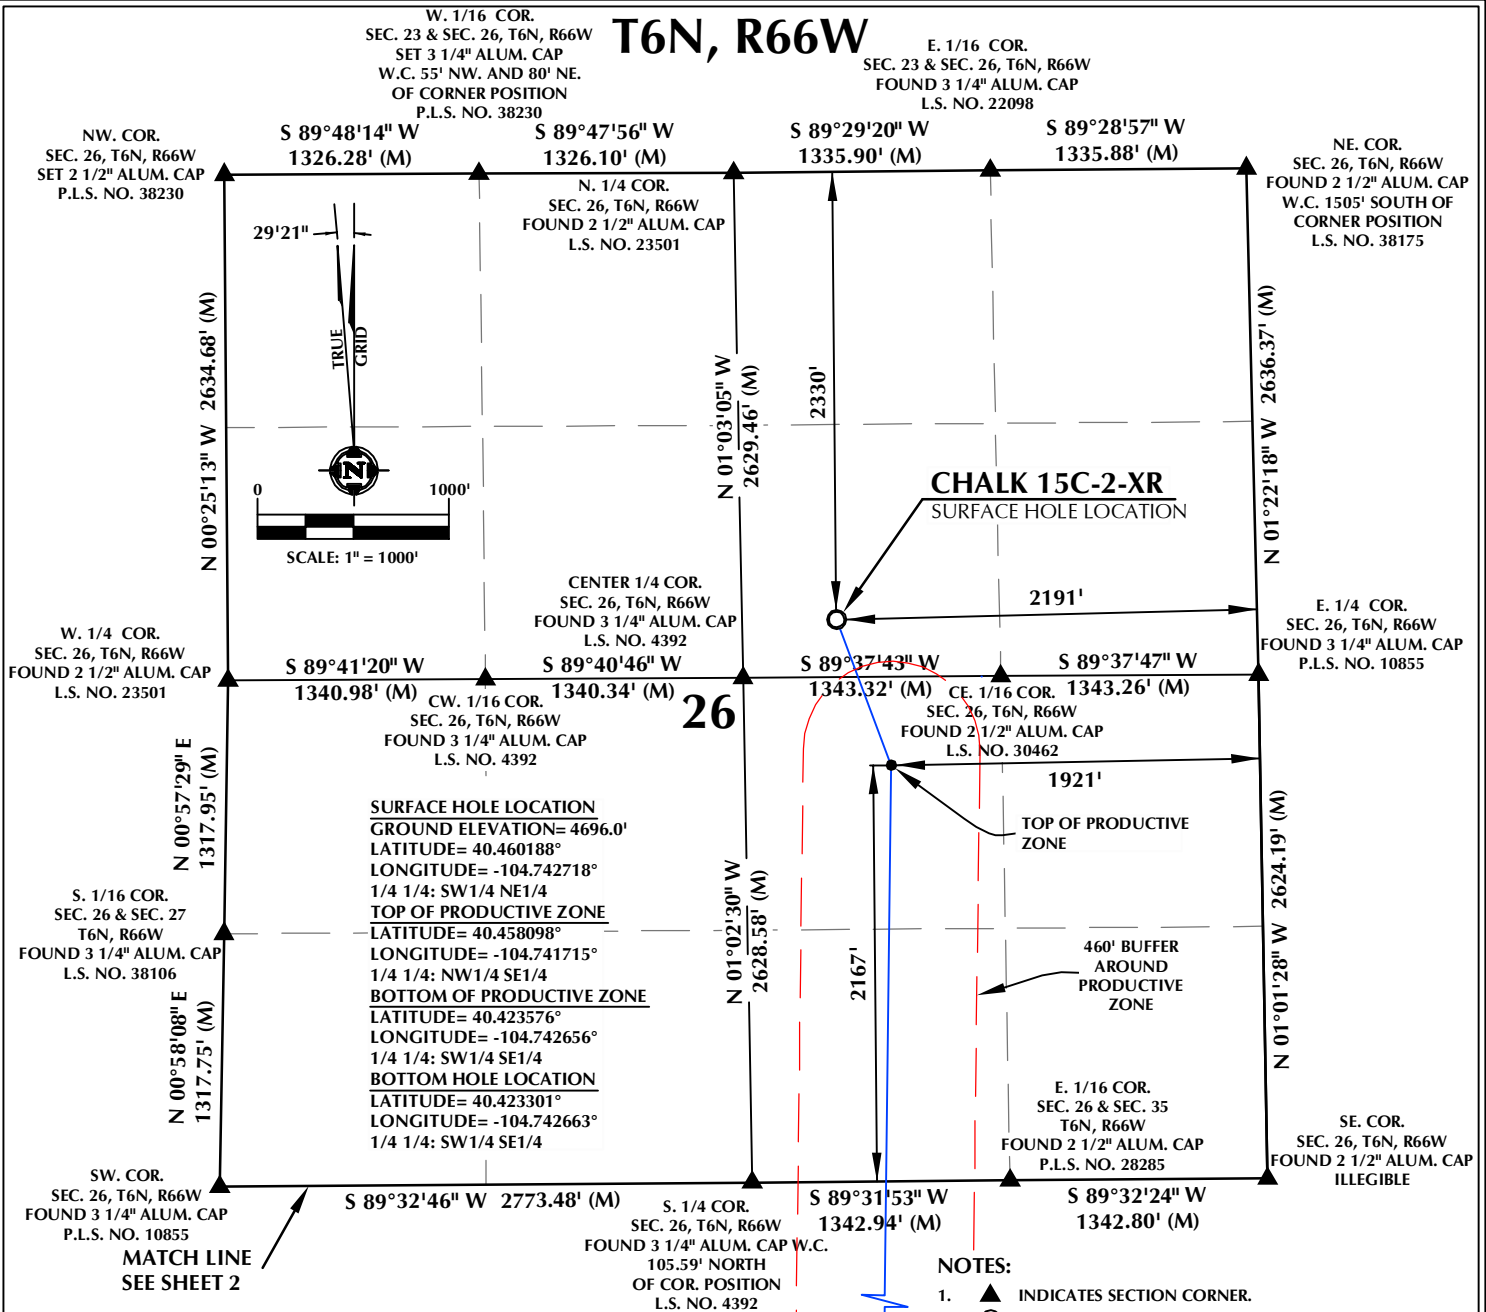 T6N, R66W
W. 1/16 COR.
SEC. 23 & SEC. 26, T6N, R66W
SET 3 1/4" ALUM. CAP
W.C. 55' NW. AND 80' NE.
OF CORNER POSITION
P.L.S. NO. 38230
E. 1/16 COR.
SEC. 23 & SEC. 26, T6N, R66W
FOUND 3 1/4" ALUM. CAP
L.S. NO. 22098
NW. COR.
SEC. 26, T6N, R66W
SET 2 1/2" ALUM. CAP
P.L.S. NO. 38230
S 89°48'14" W
1326.28' (M)
S 89°47'56" W
1326.10' (M)
S 89°29'20" W
1335.90' (M)
S 89°28'57" W
1335.88' (M)
NE. COR.
SEC. 26, T6N, R66W
FOUND 2 1/2" ALUM. CAP
W.C. 1505' SOUTH OF
CORNER POSITION
L.S. NO. 38175
N. 1/4 COR.
SEC. 26, T6N, R66W
FOUND 2 1/2" ALUM. CAP
L.S. NO. 23501
29'21"
TRUE
GRID
N
0 1000'
SCALE: 1" = 1000'
N 00°25'13" W 2634.68' (M)
N 01°03'05" W
2629.46' (M)
2330'
N 01°22'18" W 2636.37' (M)
CHALK 15C-2-XR
SURFACE HOLE LOCATION
2191'
CENTER 1/4 COR.
SEC. 26, T6N, R66W
FOUND 3 1/4" ALUM. CAP
L.S. NO. 4392
W. 1/4 COR.
SEC. 26, T6N, R66W
FOUND 2 1/2" ALUM. CAP
L.S. NO. 23501
E. 1/4 COR.
SEC. 26, T6N, R66W
FOUND 3 1/4" ALUM. CAP
P.L.S. NO. 10855
S 89°41'20" W
1340.98' (M)
S 89°40'46" W
1340.34' (M)
S 89°37'43" W
1343.32' (M)
S 89°37'47" W
1343.26' (M)
CW. 1/16 COR.
SEC. 26, T6N, R66W
FOUND 3 1/4" ALUM. CAP
L.S. NO. 4392
26
CE. 1/16 COR.
SEC. 26, T6N, R66W
FOUND 2 1/2" ALUM. CAP
L.S. NO. 30462
1921'
TOP OF PRODUCTIVE
ZONE
N 00°57'29" E
1317.95' (M)
SURFACE HOLE LOCATION
GROUND ELEVATION= 4696.0'
LATITUDE= 40.460188°
LONGITUDE= -104.742718°
1/4 1/4: SW1/4 NE1/4
TOP OF PRODUCTIVE ZONE
LATITUDE= 40.458098°
LONGITUDE= -104.741715°
1/4 1/4: NW1/4 SE1/4
BOTTOM OF PRODUCTIVE ZONE
LATITUDE= 40.423576°
LONGITUDE= -104.742656°
1/4 1/4: SW1/4 SE1/4
BOTTOM HOLE LOCATION
LATITUDE= 40.423301°
LONGITUDE= -104.742663°
1/4 1/4: SW1/4 SE1/4
N 01°02'30" W
2628.58' (M)
2167'
N 01°01'28" W 2624.19' (M)
460' BUFFER
AROUND
PRODUCTIVE
ZONE
S. 1/16 COR.
SEC. 26 & SEC. 27
T6N, R66W
FOUND 3 1/4" ALUM. CAP
L.S. NO. 38106
N 00°58'08" E
1317.75' (M)
E. 1/16 COR.
SEC. 26 & SEC. 35
T6N, R66W
FOUND 2 1/2" ALUM. CAP
P.L.S. NO. 28285
SE. COR.
SEC. 26, T6N, R66W
FOUND 2 1/2" ALUM. CAP
ILLEGIBLE
SW. COR.
SEC. 26, T6N, R66W
FOUND 3 1/4" ALUM. CAP
P.L.S. NO. 10855
S 89°32'46" W 2773.48' (M)
S 89°31'53" W
1342.94' (M)
S 89°32'24" W
1342.80' (M)
S. 1/4 COR.
SEC. 26, T6N, R66W
FOUND 3 1/4" ALUM. CAP W.C.
105.59' NORTH
OF COR. POSITION
L.S. NO. 4392
MATCH LINE
SEE SHEET 2
NOTES:
1. INDICATES SECTION CORNER.